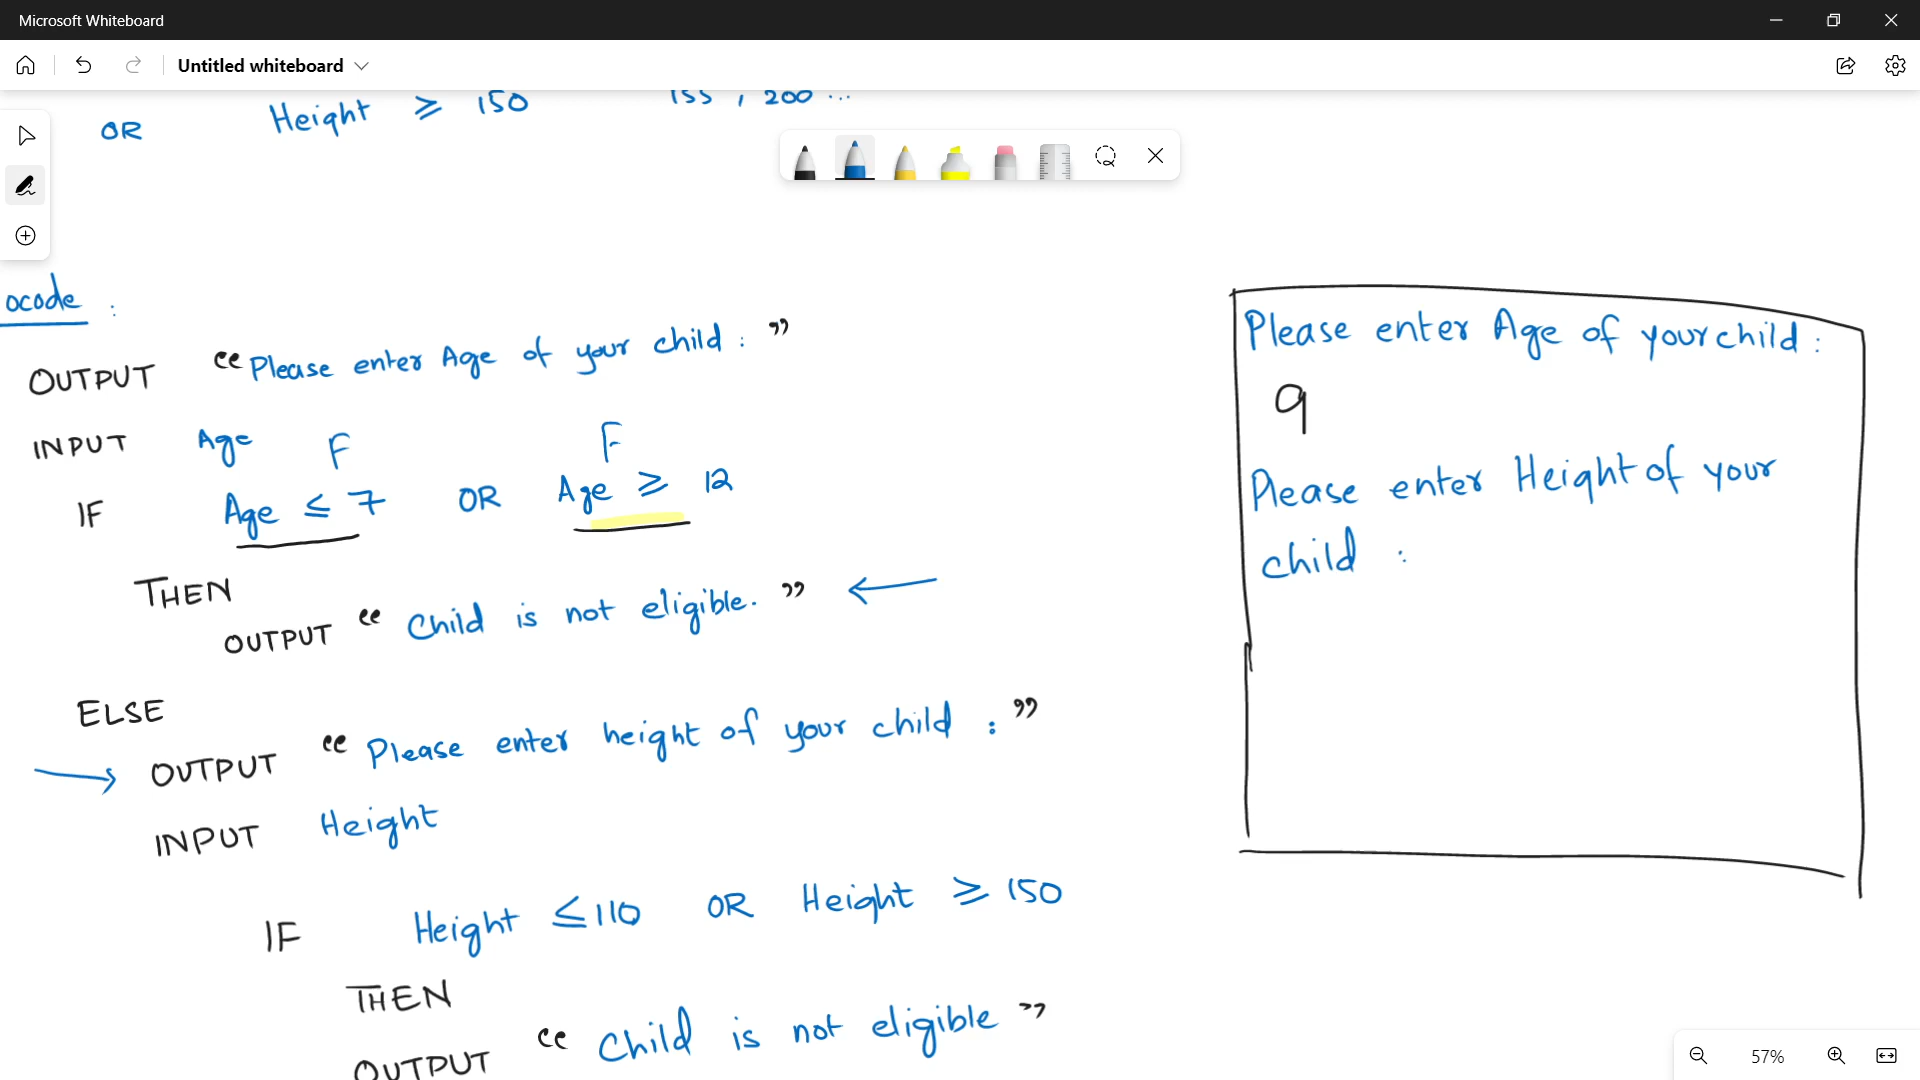 Microsoft Whiteboard
Untitled whiteboard
Height ≥ 150 155 , 200 ...
OR
ocode :
OUTPUT “ Please enter Age of your child : ”
INPUT Age F F
IF Age ≤ 7 OR Age ≥ 12
THEN
OUTPUT “ Child is not eligible. ”
ELSE
OUTPUT “ Please enter height of your child : ”
INPUT Height
IF Height ≤ 110 OR Height ≥ 150
THEN
OUTPUT “ Child is not eligible ”
Please enter Age of your child :
9
Please enter Height of your
child :
57%